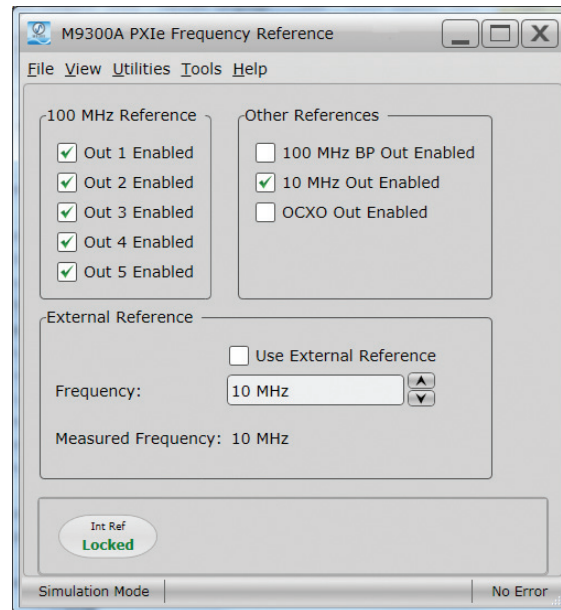 M9300A PXIe Frequency Reference
File View Utilities Tools Help
100 MHz Reference
Out 1 Enabled
Out 2 Enabled
Out 3 Enabled
Out 4 Enabled
Out 5 Enabled
Other References
100 MHz BP Out Enabled
10 MHz Out Enabled
OCXO Out Enabled
External Reference
Use External Reference
Frequency: 10 MHz
Measured Frequency: 10 MHz
Int Ref
Locked
Simulation Mode
No Error